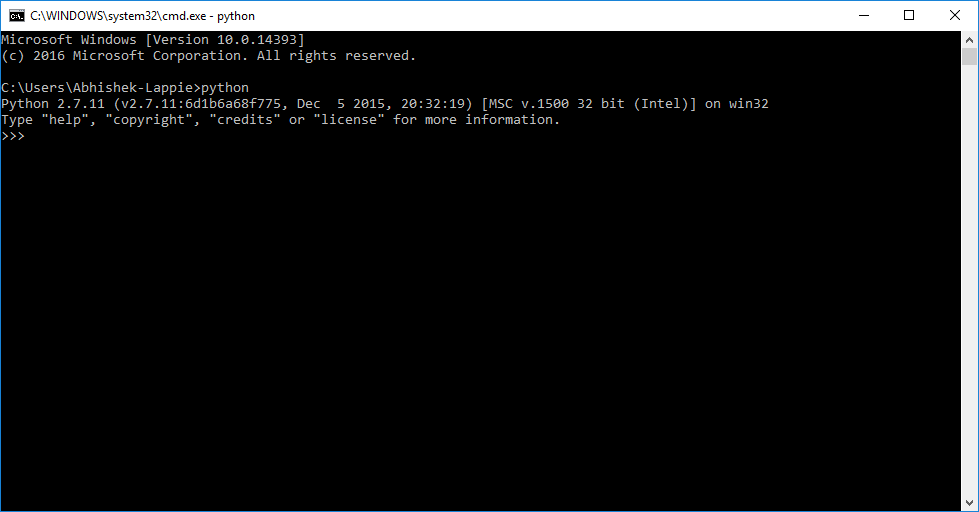 C:\WINDOWS\system32\cmd.exe - python
Microsoft Windows [Version 10.0.14393]
(c) 2016 Microsoft Corporation. All rights reserved.
C:\Users\Abhishek-Lappie>python
Python 2.7.11 (v2.7.11:6d1b6a68f775, Dec  5 2015, 20:32:19) [MSC v.1500 32 bit (Intel)] on win32
Type "help", "copyright", "credits" or "license" for more information.
>>>